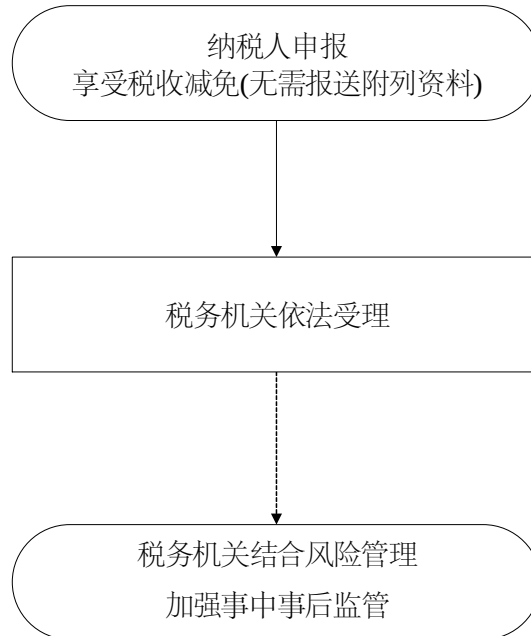 纳税人申报
享受税收减免(无需报送附列资料)
税务机关依法受理
税务机关结合风险管理
加强事中事后监管